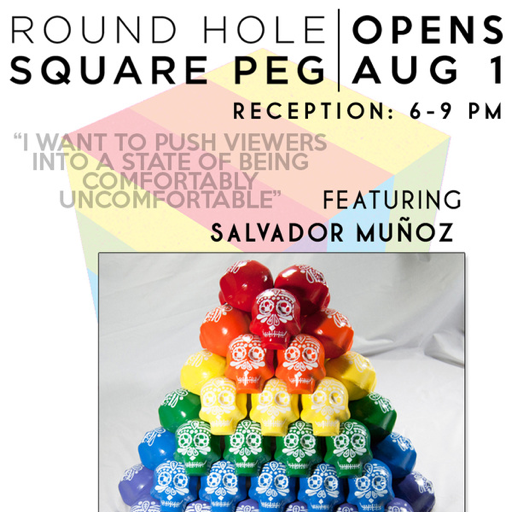 ROUND HOLE OPENS
SQUARE PEG AUG 1
RECEPTION: 6-9 PM
“I WANT TO PUSH VIEWERS
INTO A STATE OF BEING
COMFORTABLY
UNCOMFORTABLE”
FEATURING
SALVADOR MUÑOZ